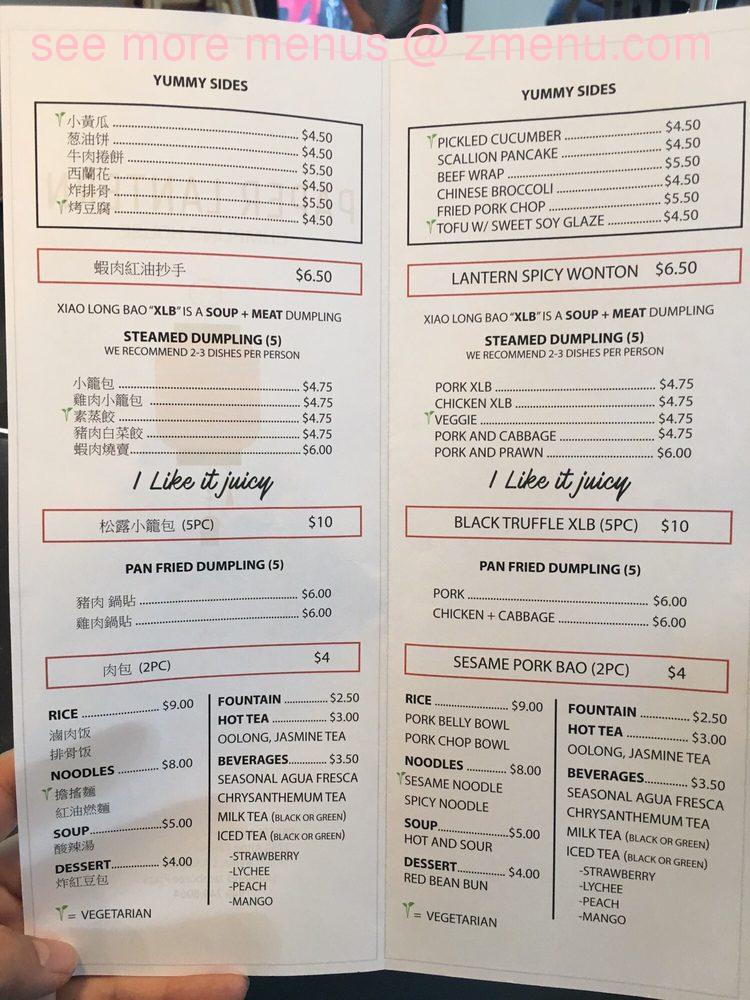 see more menus @ zmenu.com
YUMMY SIDES
小黃瓜 $4.50
葱油饼 $4.50
牛肉捲餅 $5.50
西蘭花 $4.50
炸排骨 $5.50
烤豆腐 $4.50
蝦肉紅油抄手 $6.50
XIAO LONG BAO "XLB" IS A SOUP + MEAT DUMPLING
STEAMED DUMPLING (5)
WE RECOMMEND 2-3 DISHES PER PERSON
小籠包 $4.75
雞肉小籠包 $4.75
素蒸餃 $4.75
豬肉白菜餃 $4.75
蝦肉燒賣 $6.00
I Like it juicy
松露小籠包 (5PC) $10
PAN FRIED DUMPLING (5)
豬肉 鍋貼 $6.00
雞肉鍋貼 $6.00
肉包 (2PC) $4
RICE $9.00
滷肉饭
排骨饭
NOODLES $8.00
擔搖麵
紅油燃麵
SOUP $5.00
酸辣湯
DESSERT $4.00
炸紅豆包
= VEGETARIAN
FOUNTAIN $2.50
HOT TEA $3.00
OOLONG, JASMINE TEA
BEVERAGES $3.50
SEASONAL AGUA FRESCA
CHRYSANTHEMUM TEA
MILK TEA (BLACK OR GREEN)
ICED TEA (BLACK OR GREEN)
-STRAWBERRY
-LYCHEE
-PEACH
-MANGO
YUMMY SIDES
PICKLED CUCUMBER $4.50
SCALLION PANCAKE $4.50
BEEF WRAP $5.50
CHINESE BROCCOLI $4.50
FRIED PORK CHOP $5.50
TOFU W/ SWEET SOY GLAZE $4.50
LANTERN SPICY WONTON $6.50
XIAO LONG BAO "XLB" IS A SOUP + MEAT DUMPLING
STEAMED DUMPLING (5)
WE RECOMMEND 2-3 DISHES PER PERSON
PORK XLB $4.75
CHICKEN XLB $4.75
VEGGIE $4.75
PORK AND CABBAGE $4.75
PORK AND PRAWN $6.00
I Like it juicy
BLACK TRUFFLE XLB (5PC) $10
PAN FRIED DUMPLING (5)
PORK $6.00
CHICKEN + CABBAGE $6.00
SESAME PORK BAO (2PC) $4
RICE $9.00
PORK BELLY BOWL
PORK CHOP BOWL
NOODLES $8.00
SESAME NOODLE
SPICY NOODLE
SOUP $5.00
HOT AND SOUR
DESSERT $4.00
RED BEAN BUN
= VEGETARIAN
FOUNTAIN $2.50
HOT TEA $3.00
OOLONG, JASMINE TEA
BEVERAGES $3.50
SEASONAL AGUA FRESCA
CHRYSANTHEMUM TEA
MILK TEA (BLACK OR GREEN)
ICED TEA (BLACK OR GREEN)
-STRAWBERRY
-LYCHEE
-PEACH
-MANGO